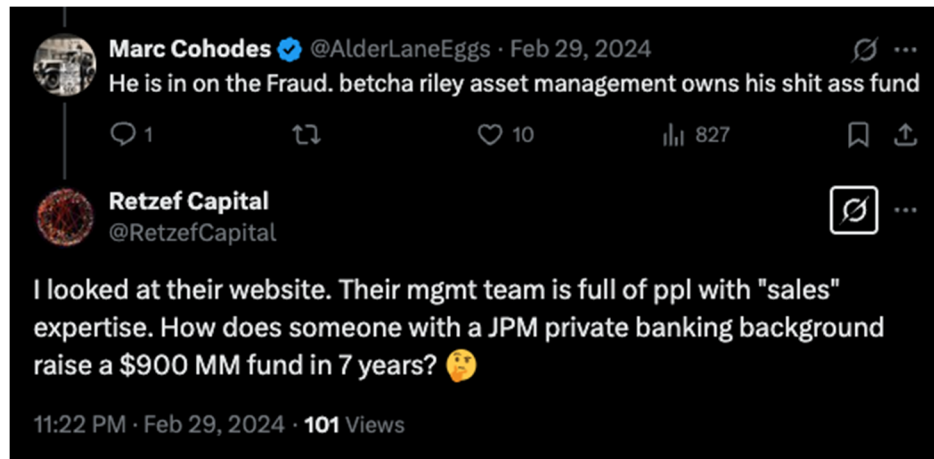 Marc Cohodes @AlderLaneEggs · Feb 29, 2024
He is in on the Fraud. betcha riley asset management owns his shit ass fund
1 10 827
Retzef Capital
@RetzefCapital
I looked at their website. Their mgmt team is full of ppl with "sales"
expertise. How does someone with a JPM private banking background
raise a $900 MM fund in 7 years? 🤔
11:22 PM · Feb 29, 2024 · 101 Views